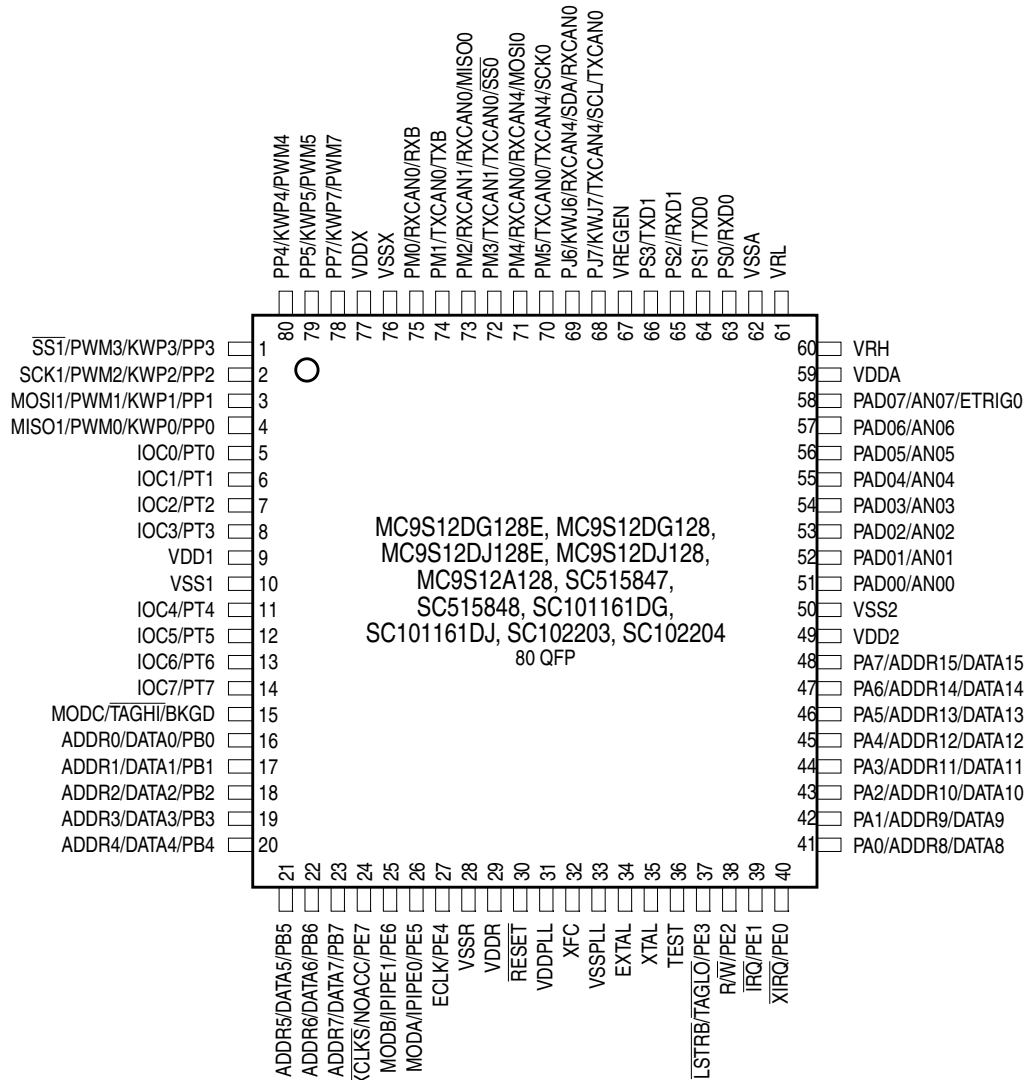 PP4/KWP4/PWM4
PP5/KWP5/PWM5
PP7/KWP7/PWM7
VDDX
VSSX
PM0/RXCAN0/RXB
PM1/TXCAN0/TXB
PM2/RXCAN1/RXCAN0/MISO0
PM3/TXCAN1/TXCAN0/SS0
PM4/RXCAN0/RXCAN4/MOSI0
PM5/TXCAN0/TXCAN4/SCK0
PJ6/KWJ6/RXCAN4/SDA/RXCAN0
PJ7/KWJ7/TXCAN4/SCL/TXCAN0
VREGEN
PS3/TXD1
PS2//RXD1
PS1/TXD0
PS0/RXD0
VSSA
VRL
80 79 78 77 76 75 74 73 72 71 70 69 68 67 66 65 64 63 62 61
SS1/PWM3/KWP3/PP3 1
SCK1/PWM2/KWP2/PP2 2
MOSI1/PWM1/KWP1/PP1 3
MISO1/PWM0/KWP0/PP0 4
IOC0/PT0 5
IOC1/PT1 6
IOC2/PT2 7
IOC3/PT3 8
VDD1 9
VSS1 10
IOC4/PT4 11
IOC5/PT5 12
IOC6/PT6 13
IOC7/PT7 14
MODC/TAGHI/BKGD 15
ADDR0/DATA0/PB0 16
ADDR1/DATA1/PB1 17
ADDR2/DATA2/PB2 18
ADDR3/DATA3/PB3 19
ADDR4/DATA4/PB4 20
MC9S12DG128E, MC9S12DG128,
MC9S12DJ128E, MC9S12DJ128,
MC9S12A128, SC515847,
SC515848, SC101161DG,
SC101161DJ, SC102203, SC102204
80 QFP
60 VRH
59 VDDA
58 PAD07/AN07/ETRIG0
57 PAD06/AN06
56 PAD05/AN05
55 PAD04/AN04
54 PAD03/AN03
53 PAD02/AN02
52 PAD01/AN01
51 PAD00/AN00
50 VSS2
49 VDD2
48 PA7/ADDR15/DATA15
47 PA6/ADDR14/DATA14
46 PA5/ADDR13/DATA13
45 PA4/ADDR12/DATA12
44 PA3/ADDR11/DATA11
43 PA2/ADDR10/DATA10
42 PA1/ADDR9/DATA9
41 PA0/ADDR8/DATA8
21 22 23 24 25 26 27 28 29 30 31 32 33 34 35 36 37 38 39 40
ADDR5/DATA5/PB5
ADDR6/DATA6/PB6
ADDR7/DATA7/PB7
XCLKS/NOACC/PE7
MODB/IPIPE1/PE6
MODA/IPIPE0/PE5
ECLK/PE4
VSSR
VDDR
RESET
VDDPLL
XFC
VSSPLL
EXTAL
XTAL
TEST
LSTRB/TAGLO/PE3
R/W/PE2
IRQ/PE1
XIRQ/PE0